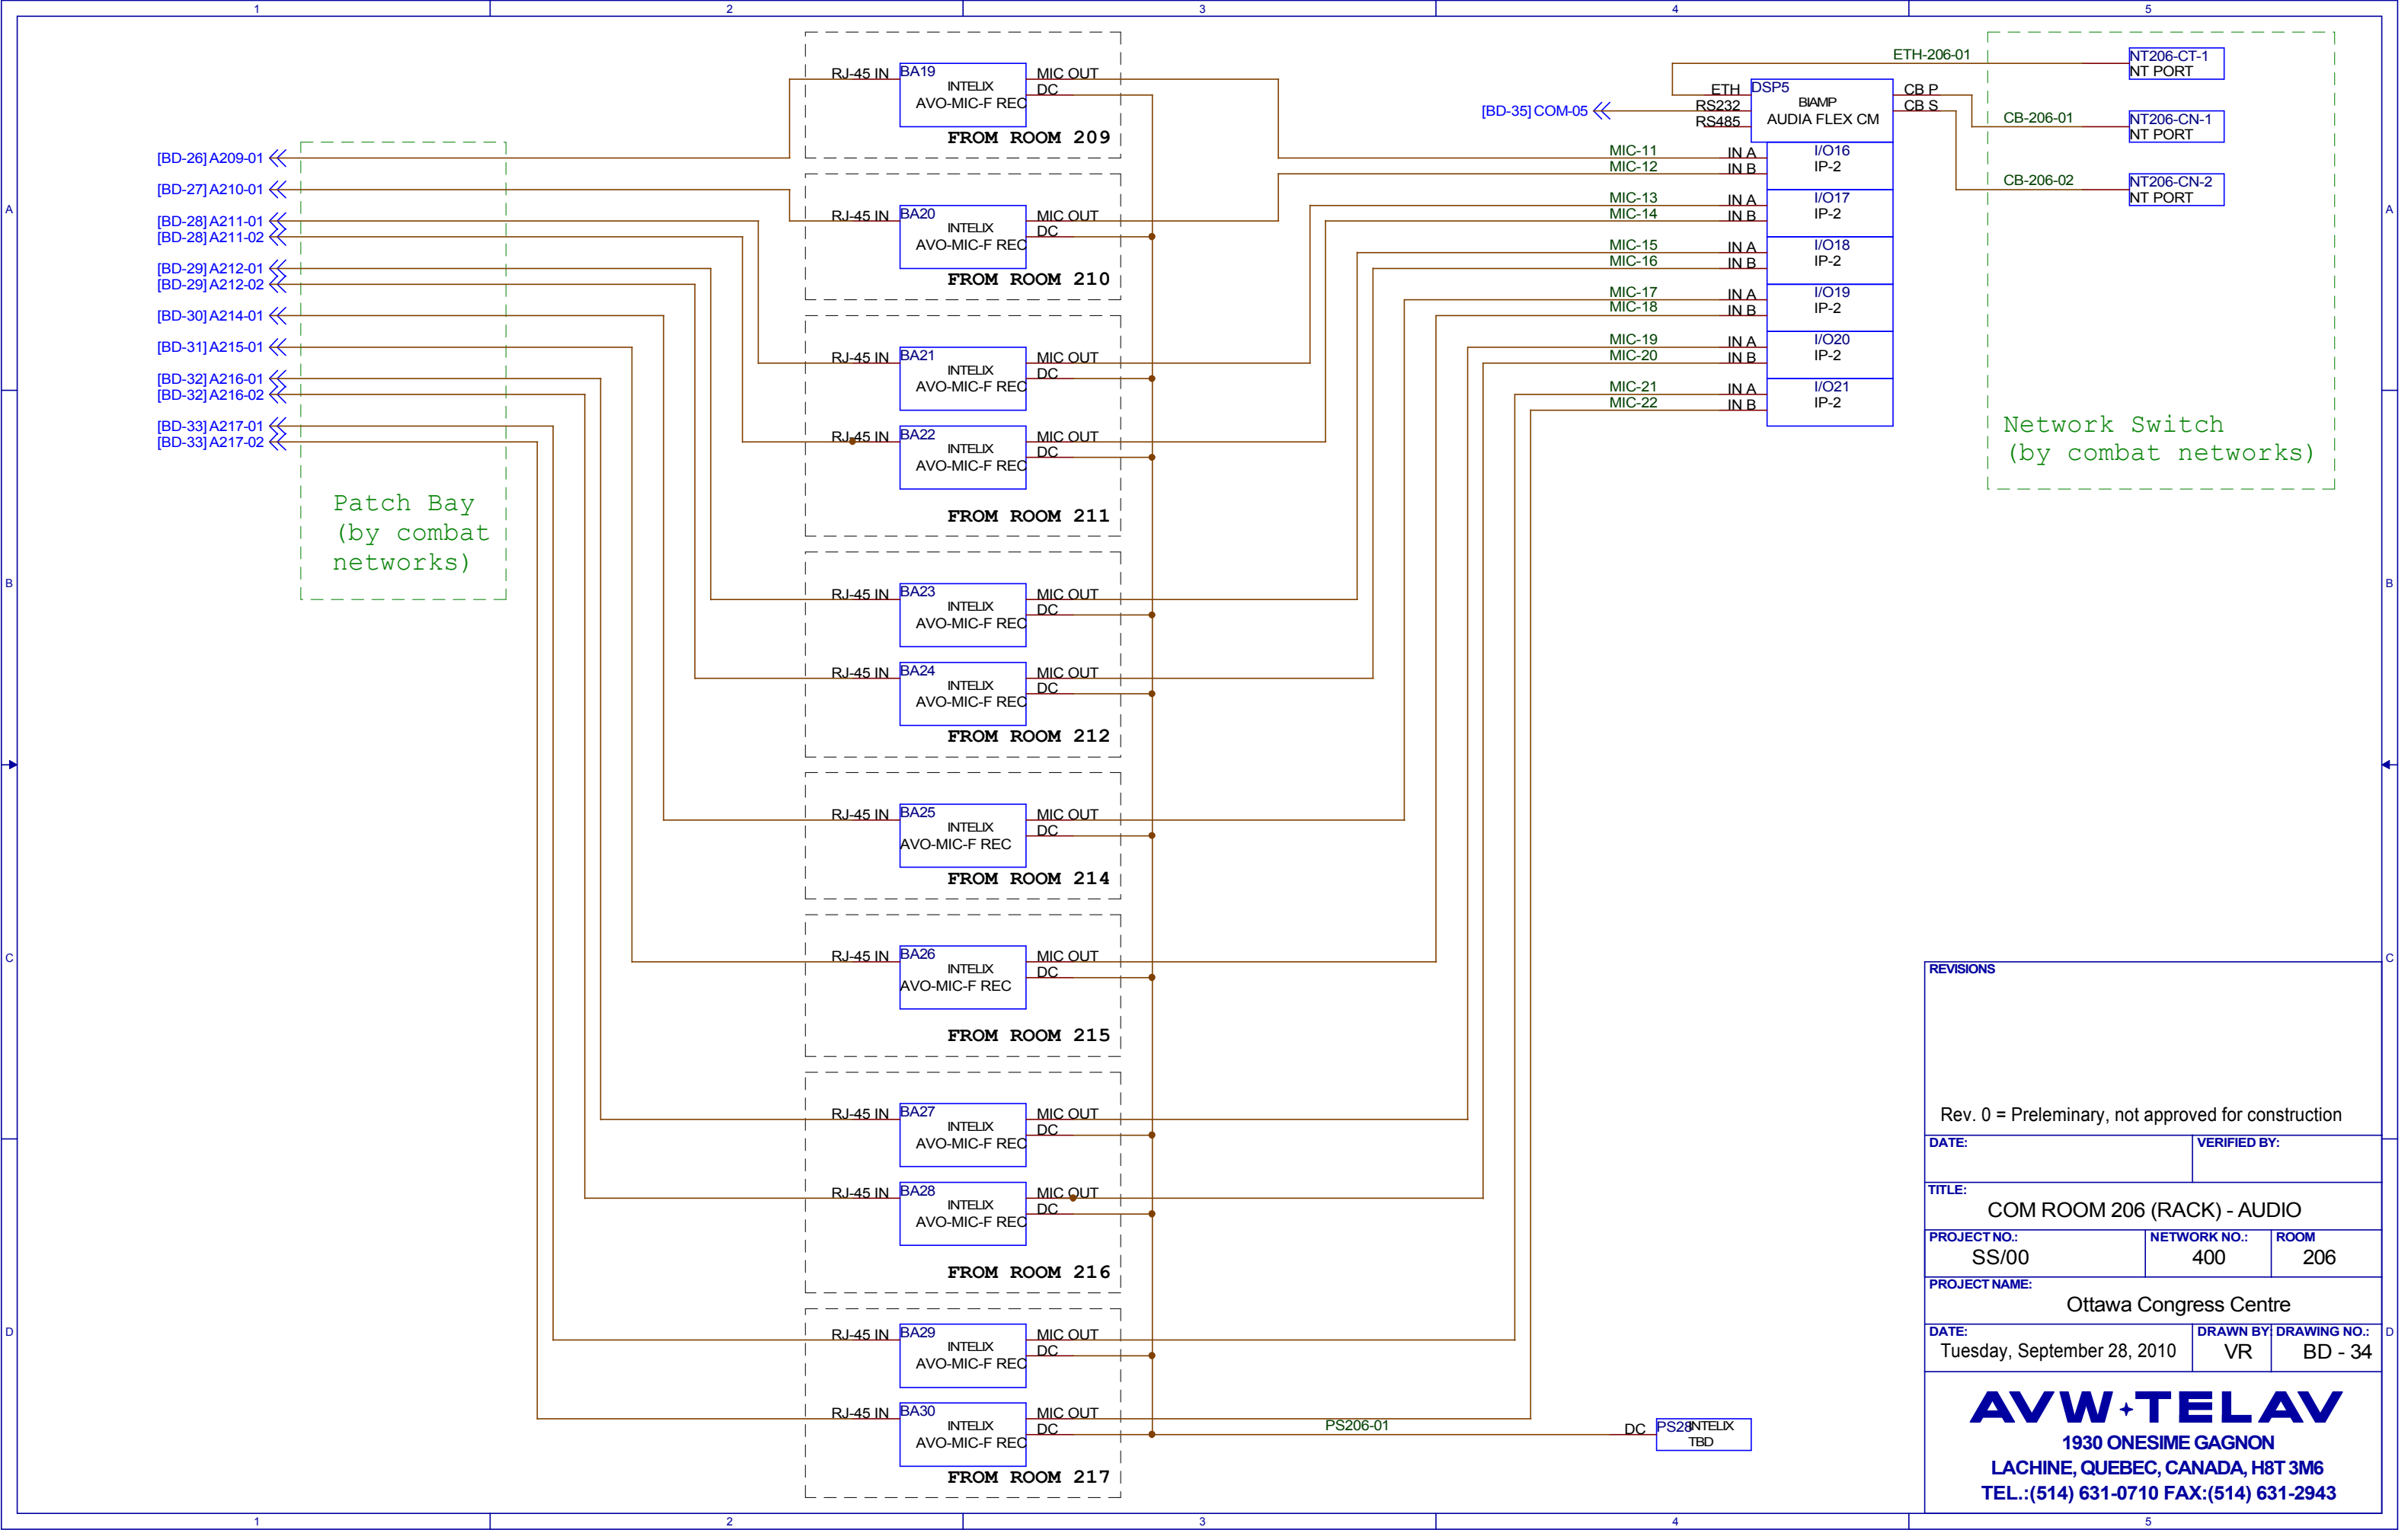 1 2 3 4 5
A
B
C
D
[BD-26] A209-01
[BD-27] A210-01
[BD-28] A211-01
[BD-28] A211-02
[BD-29] A212-01
[BD-29] A212-02
[BD-30] A214-01
[BD-31] A215-01
[BD-32] A216-01
[BD-32] A216-02
[BD-33] A217-01
[BD-33] A217-02
Patch Bay
(by combat
networks)
RJ-45 IN BA19 MIC OUT
INTELIX DC
AVO-MIC-F REC
FROM ROOM 209
RJ-45 IN BA20 MIC OUT
INTELIX DC
AVO-MIC-F REC
FROM ROOM 210
RJ-45 IN BA21 MIC OUT
INTELIX DC
AVO-MIC-F REC
RJ-45 IN BA22 MIC OUT
INTELIX DC
AVO-MIC-F REC
FROM ROOM 211
RJ-45 IN BA23 MIC OUT
INTELIX DC
AVO-MIC-F REC
RJ-45 IN BA24 MIC OUT
INTELIX DC
AVO-MIC-F REC
FROM ROOM 212
RJ-45 IN BA25 MIC OUT
INTELIX DC
AVO-MIC-F REC
FROM ROOM 214
RJ-45 IN BA26 MIC OUT
INTELIX DC
AVO-MIC-F REC
FROM ROOM 215
RJ-45 IN BA27 MIC OUT
INTELIX DC
AVO-MIC-F REC
RJ-45 IN BA28 MIC OUT
INTELIX DC
AVO-MIC-F REC
FROM ROOM 216
RJ-45 IN BA29 MIC OUT
INTELIX DC
AVO-MIC-F REC
RJ-45 IN BA30 MIC OUT
INTELIX DC
AVO-MIC-F REC
FROM ROOM 217
PS206-01
DC PS28 INTELIX
TBD
[BD-35] COM-05
ETH DSP5 CB P
RS232 BIAMP CB S
RS485 AUDIA FLEX CM
MIC-11 IN A I/O16
MIC-12 IN B IP-2
MIC-13 IN A I/O17
MIC-14 IN B IP-2
MIC-15 IN A I/O18
MIC-16 IN B IP-2
MIC-17 IN A I/O19
MIC-18 IN B IP-2
MIC-19 IN A I/O20
MIC-20 IN B IP-2
MIC-21 IN A I/O21
MIC-22 IN B IP-2
ETH-206-01 NT206-CT-1
NT PORT
CB-206-01 NT206-CN-1
NT PORT
CB-206-02 NT206-CN-2
NT PORT
Network Switch
(by combat networks)
A
B
C
D
REVISIONS
Rev. 0 = Preleminary, not approved for construction
DATE: VERIFIED BY:
TITLE:
COM ROOM 206 (RACK) - AUDIO
PROJECT NO.: NETWORK NO.: ROOM
SS/00 400 206
PROJECT NAME:
Ottawa Congress Centre
DATE: DRAWN BY: DRAWING NO.:
Tuesday, September 28, 2010 VR BD - 34
AVW TELAV
1930 ONESIME GAGNON
LACHINE, QUEBEC, CANADA, H8T 3M6
TEL.:(514) 631-0710 FAX:(514) 631-2943
1 2 3 4 5